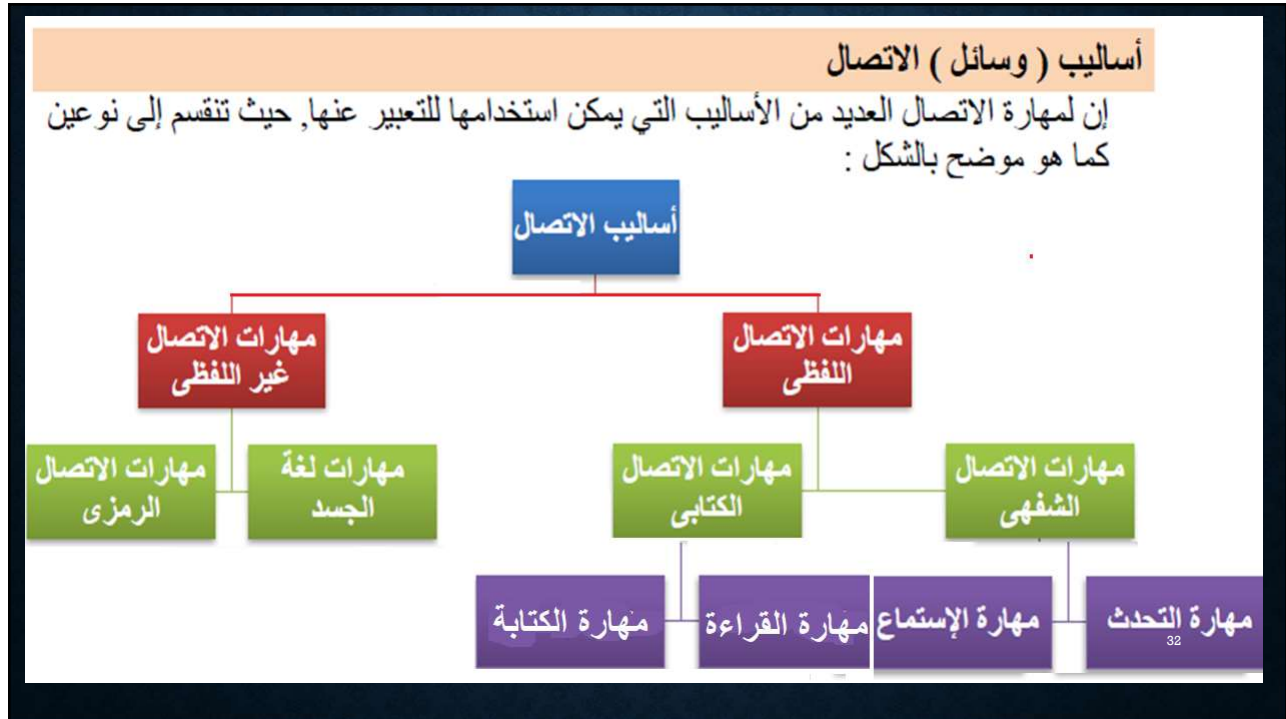 أساليب ( وسائل ) الاتصال
إن لمهارة الاتصال العديد من الأساليب التي يمكن استخدامها للتعبير عنها, حيث تنقسم إلى نوعين
كما هو موضح بالشكل :
أساليب الاتصال
مهارات الاتصال
اللفظى
مهارات الاتصال
غير اللفظى
مهارات الاتصال
الشفهى
مهارات الاتصال
الكتابى
مهارات لغة
الجسد
مهارات الاتصال
الرمزى
مهارة التحدث
مهارة الإستماع
مهارة القراءة
مهارة الكتابة
32